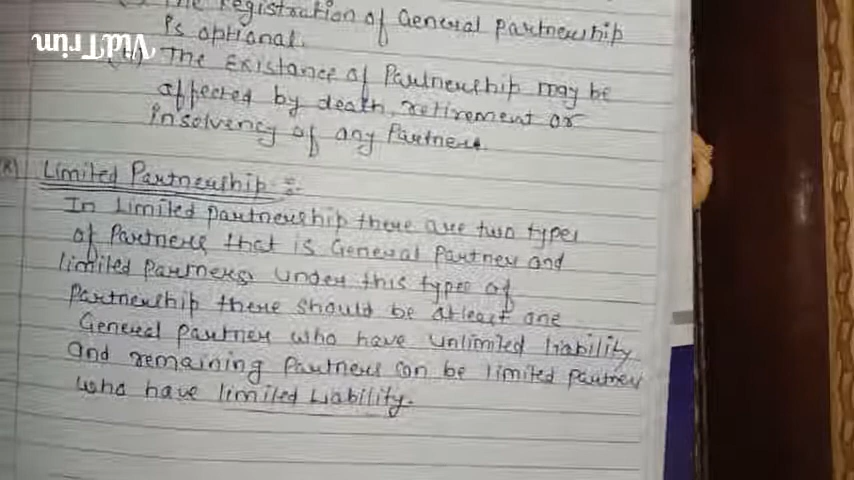 The Registration of General Partnership
is optional.
The Existance of Partnership may be
affected by death, retirement or
insolvency of any Partner.
Limited Partnership :-
In Limited partnership there are two types
of Partners that is General Partner and
limited Partners. Under this types of
Partnership there should be atleast one
General partner who have unlimited liability
and remaining partners can be limited partner
who have limited Liability.
VidTrim